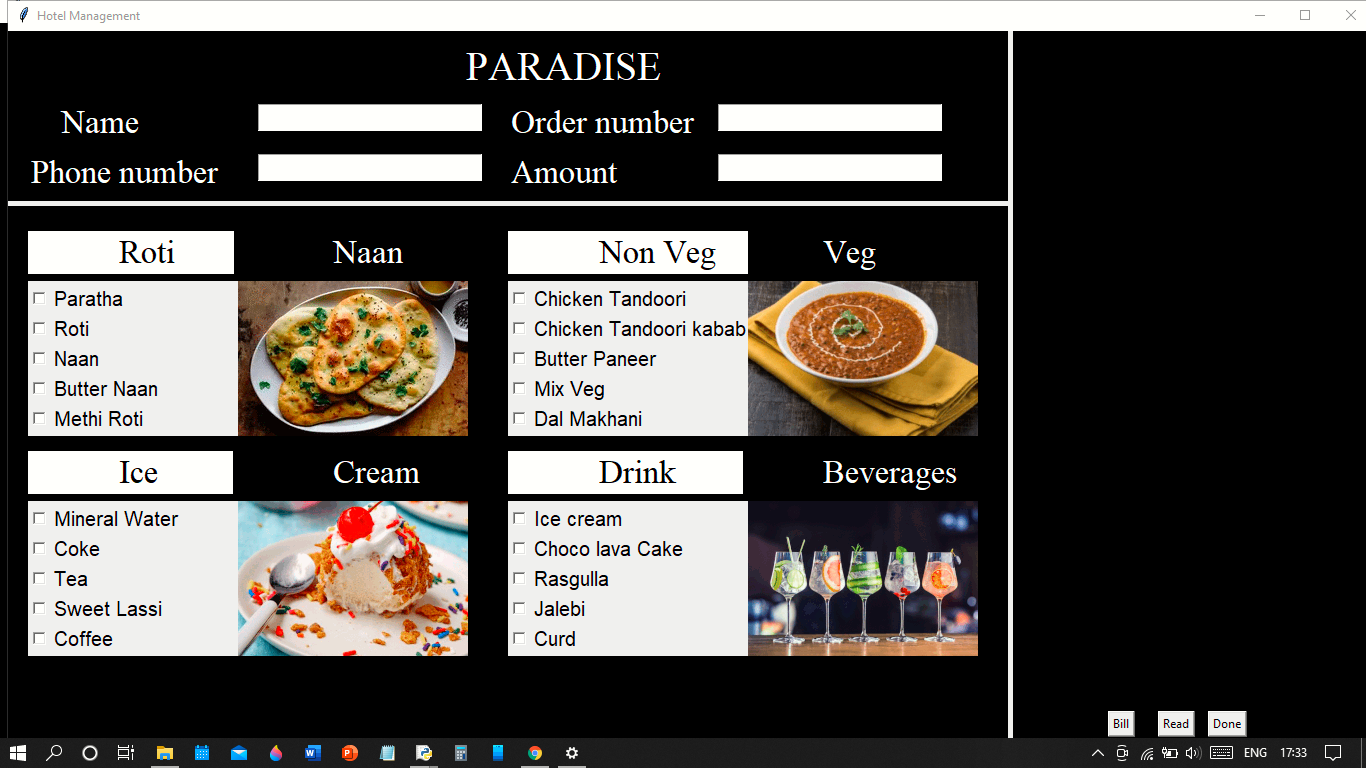 Hotel Management
PARADISE
Name Order number
Phone number Amount
Roti Naan Non Veg Veg
Paratha
Roti
Naan
Butter Naan
Methi Roti
Chicken Tandoori
Chicken Tandoori kabab
Butter Paneer
Mix Veg
Dal Makhani
Ice Cream Drink Beverages
Mineral Water
Coke
Tea
Sweet Lassi
Coffee
Ice cream
Choco lava Cake
Rasgulla
Jalebi
Curd
Bill Read Done
ENG 17:33